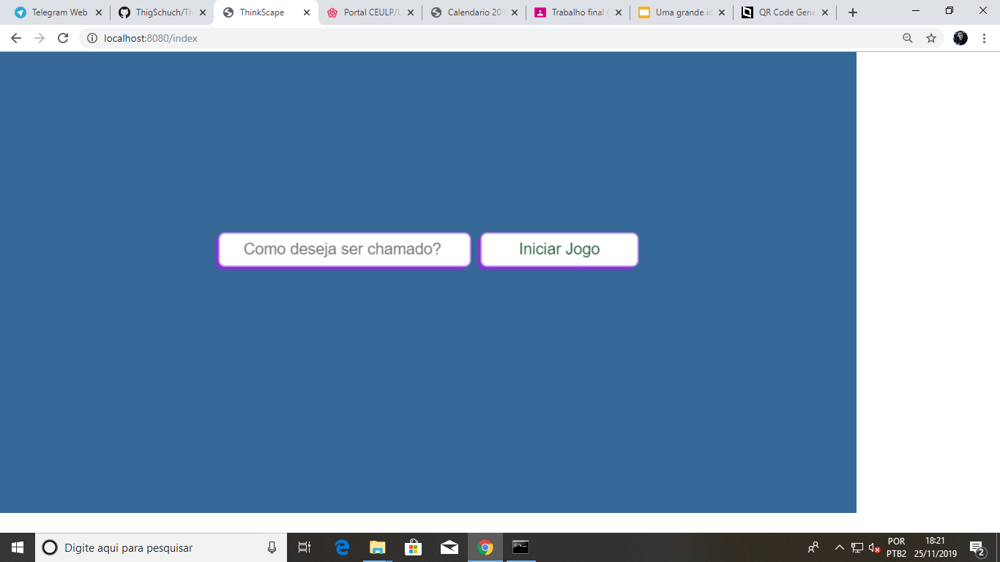 Telegram Web
ThigSchuch/Th
ThinkScape
Portal CEULP/U
Calendario 201
Trabalho final (
Uma grande id
QR Code Gene
localhost:8080/index
Como deseja ser chamado?
Iniciar Jogo
Digite aqui para pesquisar
POR
PTB2
18:21
25/11/2019
2